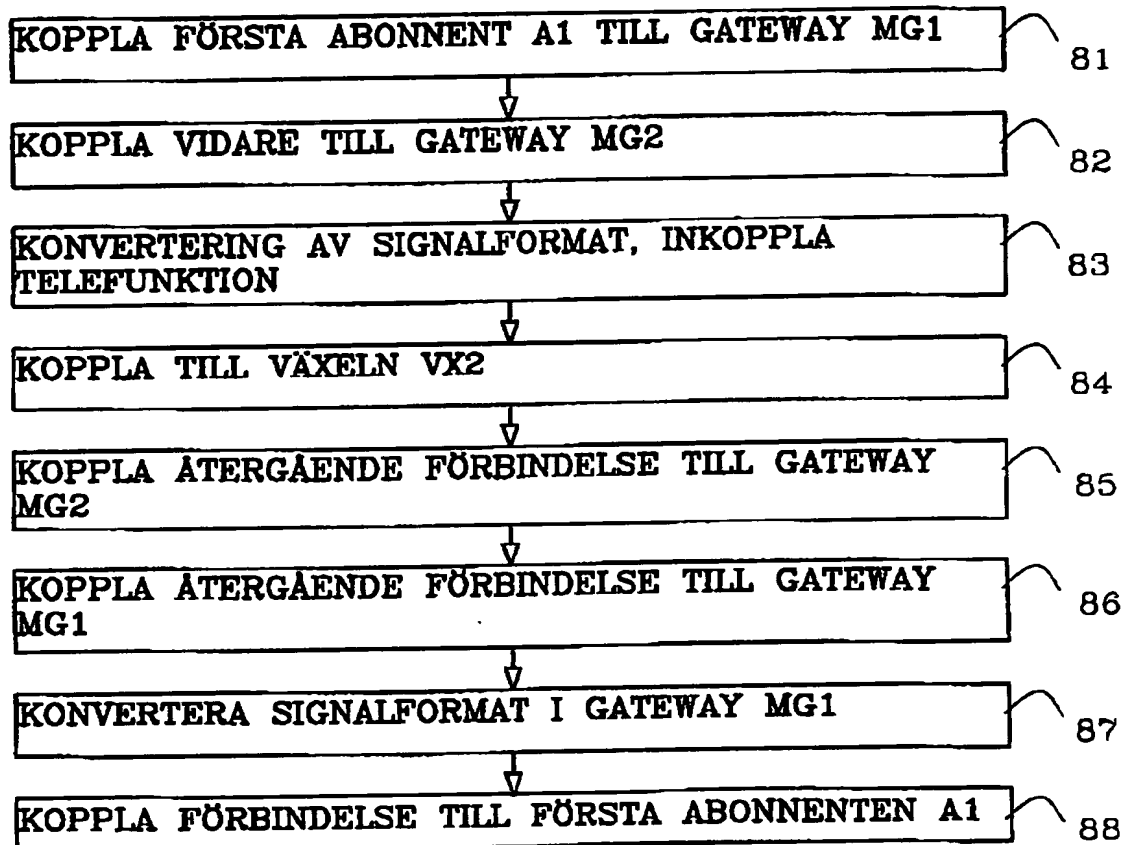 KOPPLA FÖRSTA ABONNENT A1 TILL GATEWAY MG1
81
KOPPLA VIDARE TILL GATEWAY MG2
82
KONVERTERING AV SIGNALFORMAT, INKOPPLA
TELEFUNKTION
83
KOPPLA TILL VÄXELN VX2
84
KOPPLA ÅTERGÅENDE FÖRBINDELSE TILL GATEWAY
MG2
85
KOPPLA ÅTERGÅENDE FÖRBINDELSE TILL GATEWAY
MG1
86
KONVERTERA SIGNALFORMAT I GATEWAY MG1
87
KOPPLA FÖRBINDELSE TILL FÖRSTA ABONNENTEN A1
88